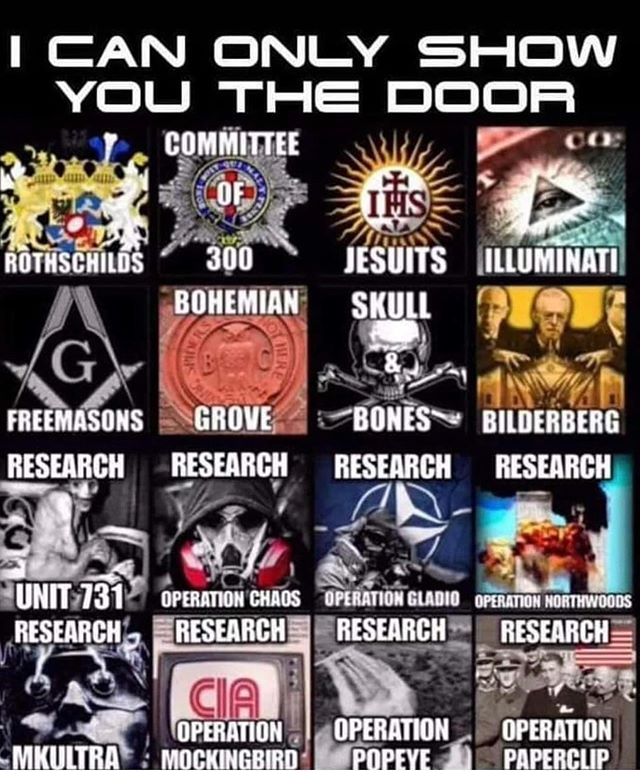 I CAN ONLY SHOW
YOU THE DOOR
ROTHSCHILDS
COMMITTEE
OF
300
IHS
JESUITS
ILLUMINATI
G
FREEMASONS
BOHEMIAN
B C
GROVE
SKULL
&
BONES
BILDERBERG
RESEARCH
UNIT 731
RESEARCH
OPERATION CHAOS
RESEARCH
OPERATION GLADIO
RESEARCH
OPERATION NORTHWOODS
RESEARCH
MKULTRA
RESEARCH
CIA
OPERATION
MOCKINGBIRD
RESEARCH
OPERATION
POPEYE
RESEARCH
OPERATION
PAPERCLIP